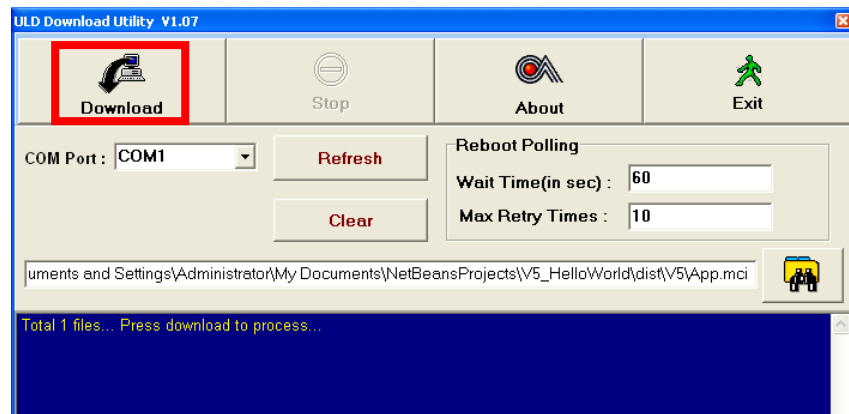 ULD Download Utility V1.07
Download
Stop
About
Exit
COM Port : COM1
Refresh
Reboot Polling
Wait Time(in sec) : 60
Clear
Max Retry Times : 10
uments and Settings\Administrator\My Documents\NetBeansProjects\V5_HelloWorld\dist\V5\App.mci
Total 1 files... Press download to process...